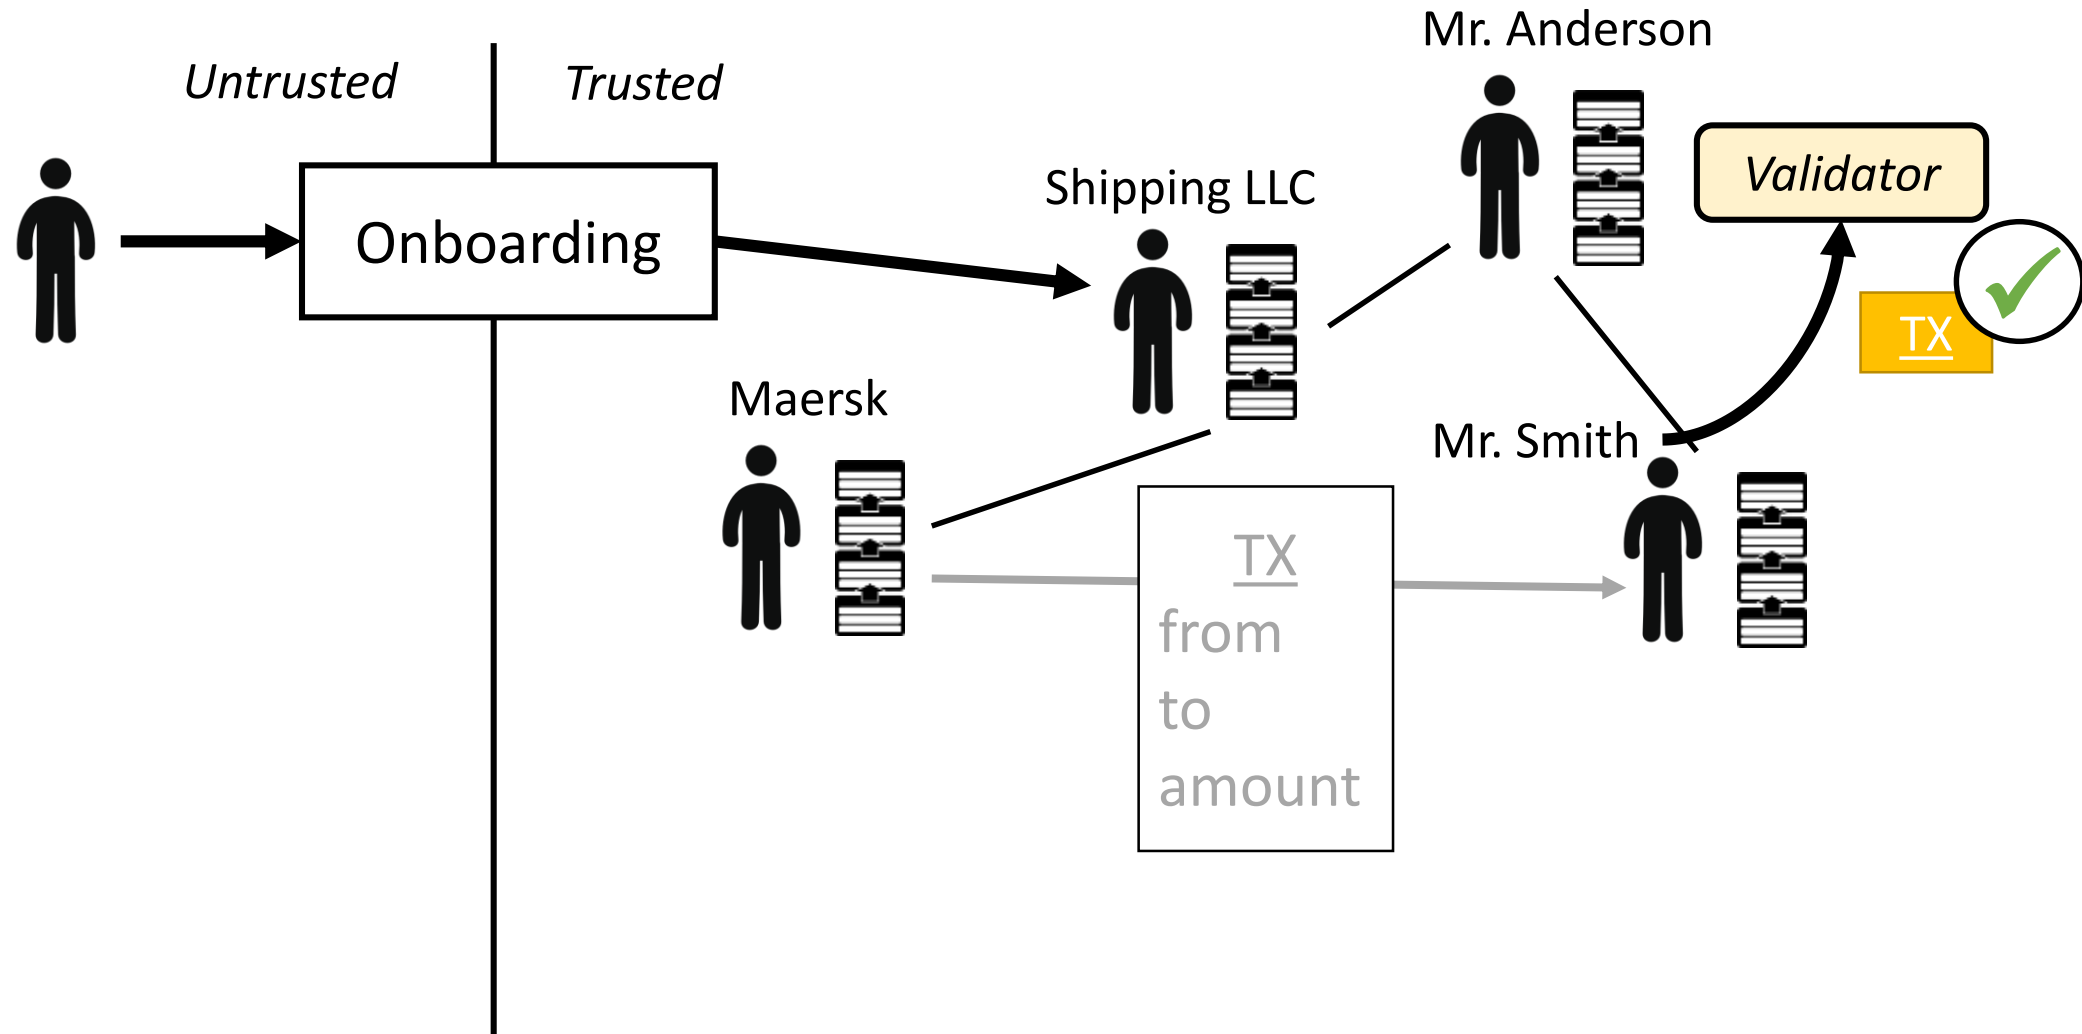 Untrusted
Trusted
Mr. Anderson
Validator
Shipping LLC
Onboarding
TX
Maersk
Mr. Smith
TX
from
to
amount